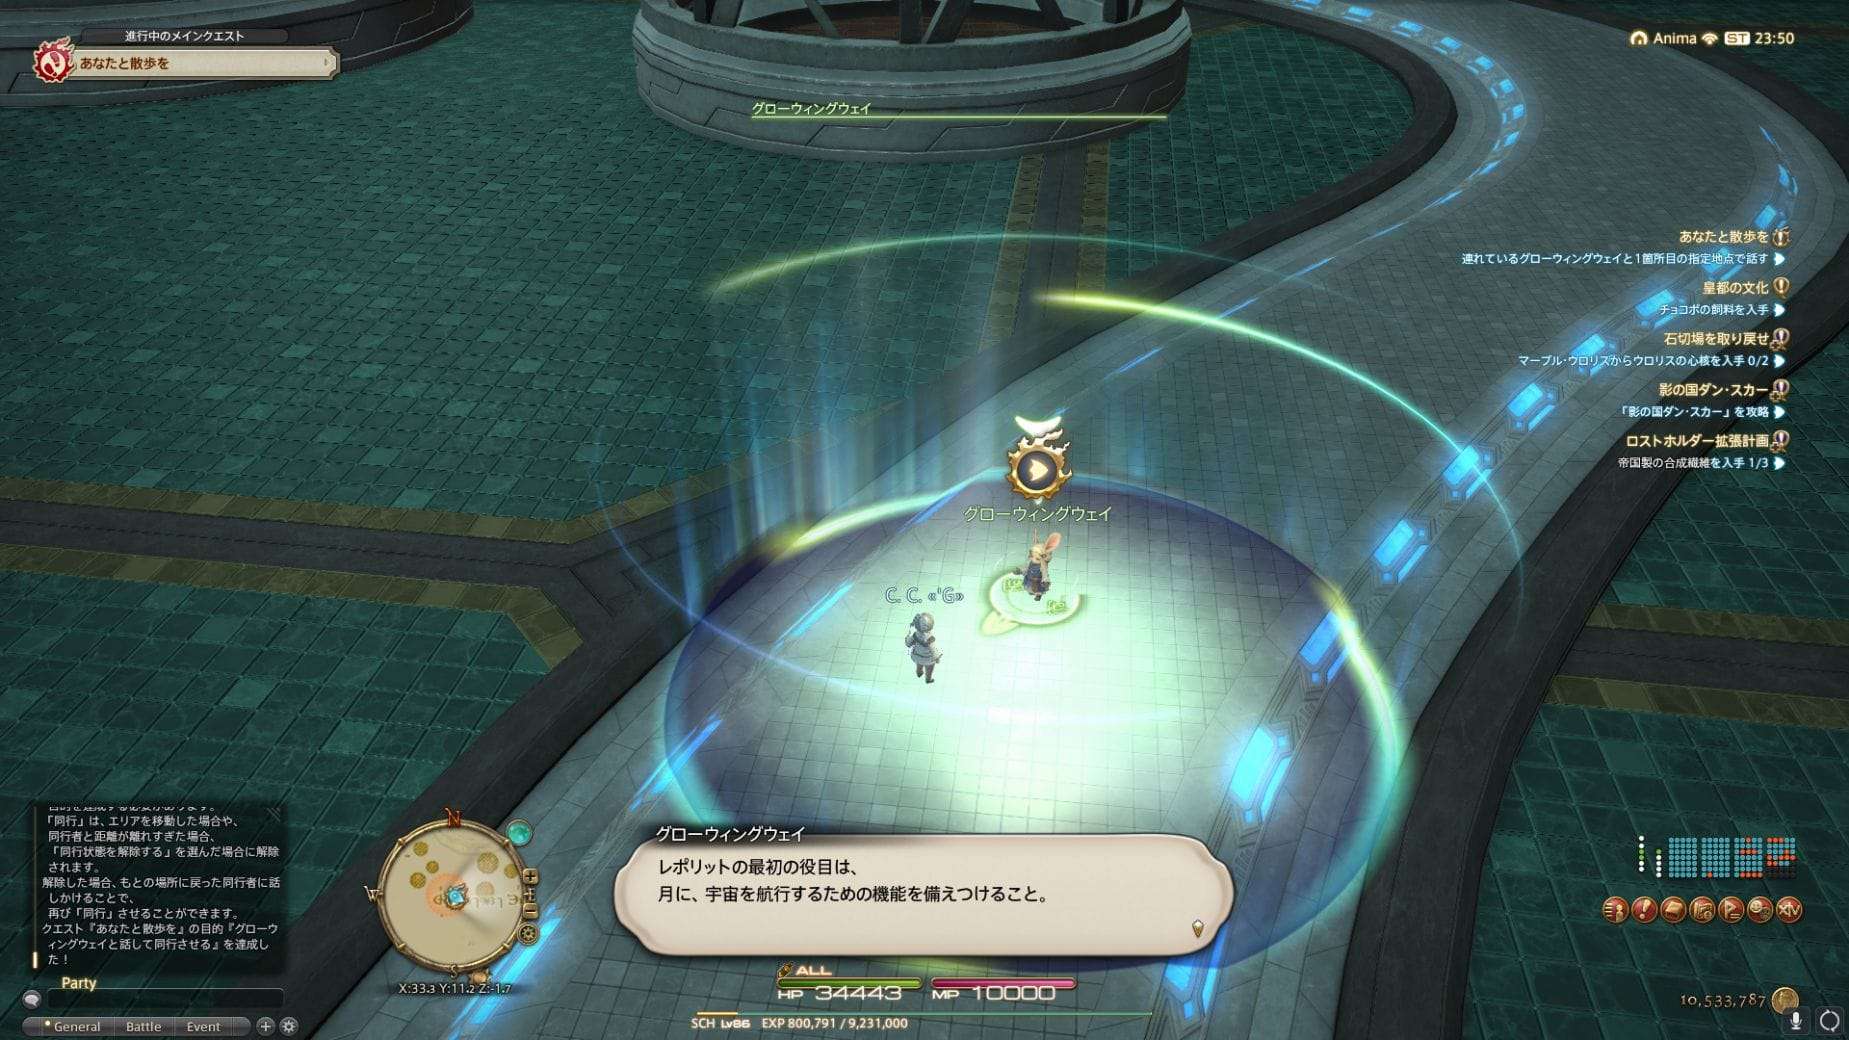 進行中のメインクエスト
あなたと散歩を
Anima ST 23:50
グローウィングウェイ
あなたと散歩を
連れているグローウィングウェイと1箇所目の指定地点で話す
皇都の文化
チョコボの飼料を入手
石切場を取り戻せ
マーブル・ウロリスからウロリスの心核を入手 0/2
影の国ダン・スカー
「影の国ダン・スカー」を攻略
ロストホルダー拡張計画
帝国製の合成繊維を入手 1/3
グローウィングウェイ
C. C. «'G»
目的を達成する必要があります。
「同行」は、エリアを移動した場合や、
同行者と距離が離れすぎた場合、
「同行状態を解除する」を選んだ場合に解除
されます。
解除した場合、もとの場所に戻った同行者に話
しかけることで、
再び「同行」させることができます。
クエスト『あなたと散歩を』の目的『グローウ
ィングウェイと話して同行させる』を達成し
た！
Party
General Battle Event
N
W
S
X:33.3 Y:11.2 Z:-1.7
グローウィングウェイ
レポリットの最初の役目は、
月に、宇宙を航行するための機能を備えつけること。
ALL
HP 34443 MP 10000
SCH Lv86 EXP 800,791 / 9,231,000
XIV
10,533,787